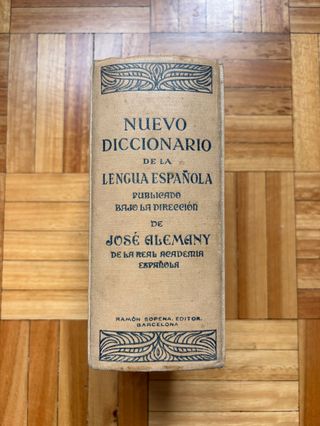 NUEVO
DICCIONARIO
DE LA
LENGUA ESPAÑOLA
PUBLICADO
BAJO LA DIRECCIÓN
DE
JOSÉ ALEMANY
DE LA REAL ACADEMIA
ESPAÑOLA
RAMÓN SOPENA, EDITOR
BARCELONA